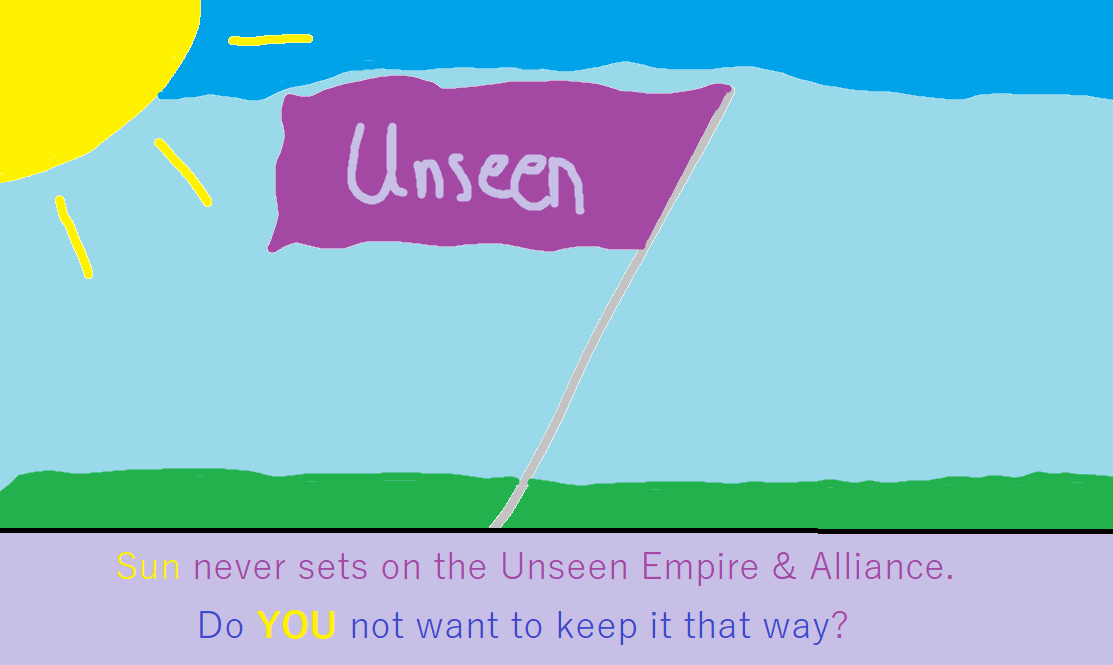 Unseen
Sun never sets on the Unseen Empire & Alliance.
Do YOU not want to keep it that way?